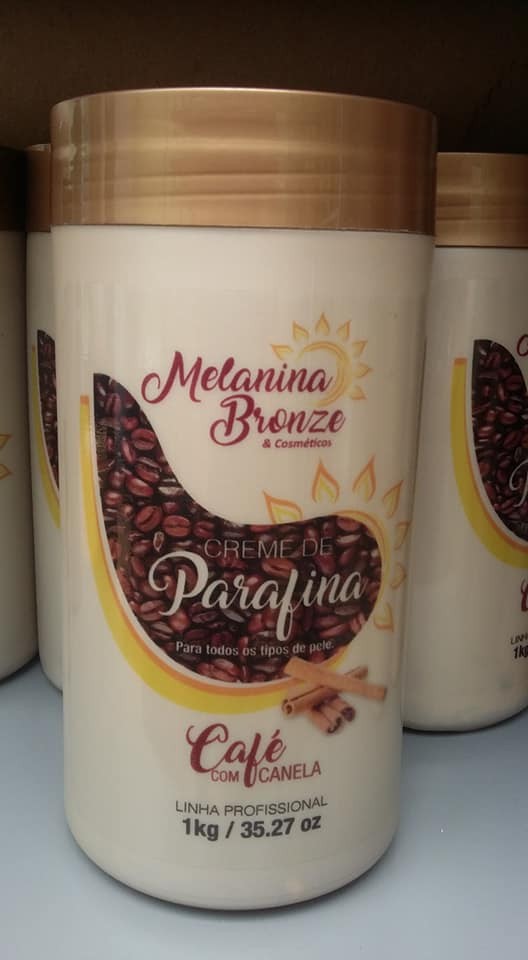 Melanina
Bronze
& Cosméticos
CREME DE
Parafina
Para todos os tipos de pele.
Café
COM CANELA
LINHA PROFISSIONAL
1kg / 35.27 oz